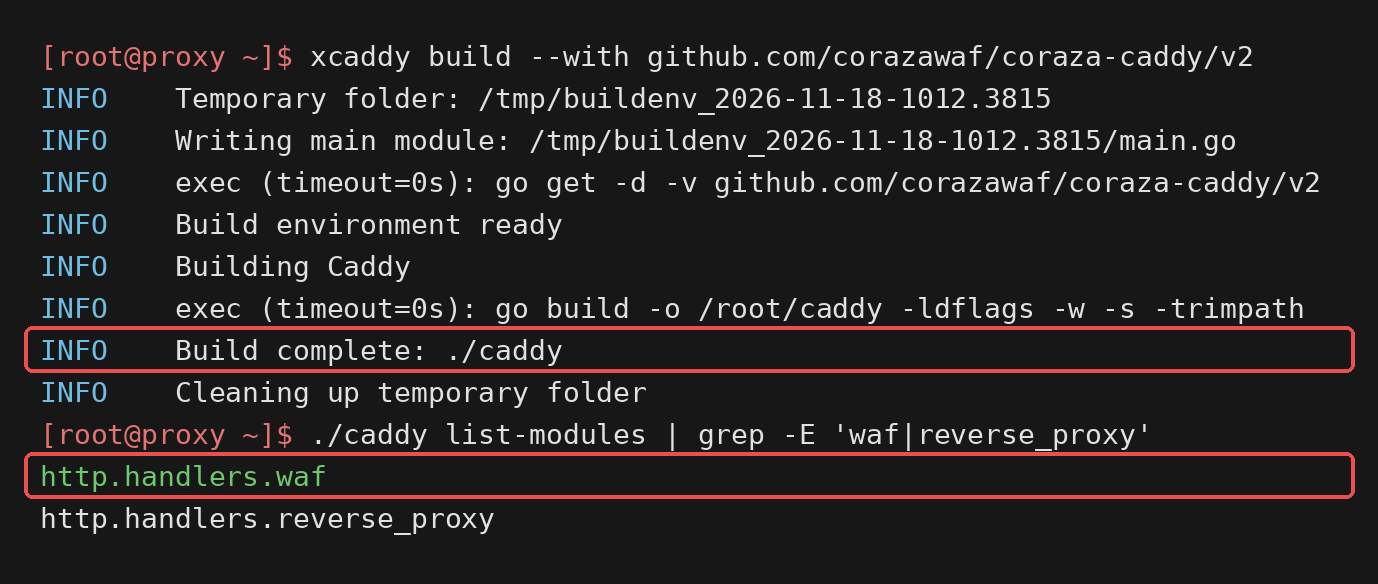 [root@proxy ~]$ xcaddy build --with github.com/corazawaf/coraza-caddy/v2
INFO    Temporary folder: /tmp/buildenv_2026-11-18-1012.3815
INFO    Writing main module: /tmp/buildenv_2026-11-18-1012.3815/main.go
INFO    exec (timeout=0s): go get -d -v github.com/corazawaf/coraza-caddy/v2
INFO    Build environment ready
INFO    Building Caddy
INFO    exec (timeout=0s): go build -o /root/caddy -ldflags -w -s -trimpath
INFO    Build complete: ./caddy
INFO    Cleaning up temporary folder
[root@proxy ~]$ ./caddy list-modules | grep -E 'waf|reverse_proxy'
http.handlers.waf
http.handlers.reverse_proxy